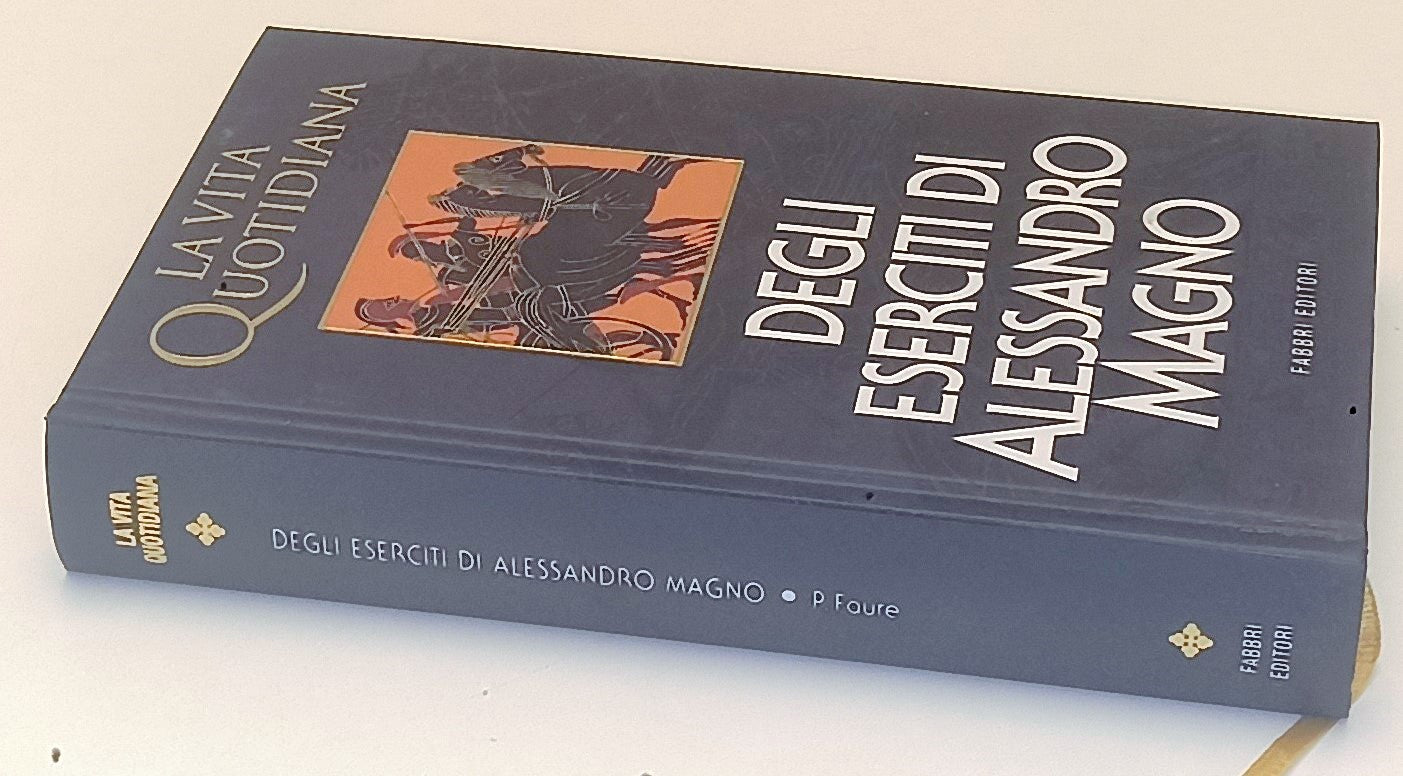 LA VITA
QUOTIDIANA
DEGLI
ESERCITI DI
ALESSANDRO
MAGNO
FABBRI EDITORI
LA VITA
QUOTIDIANA
DEGLI ESERCITI DI ALESSANDRO MAGNO • P Faure
FABBRI
EDITORI